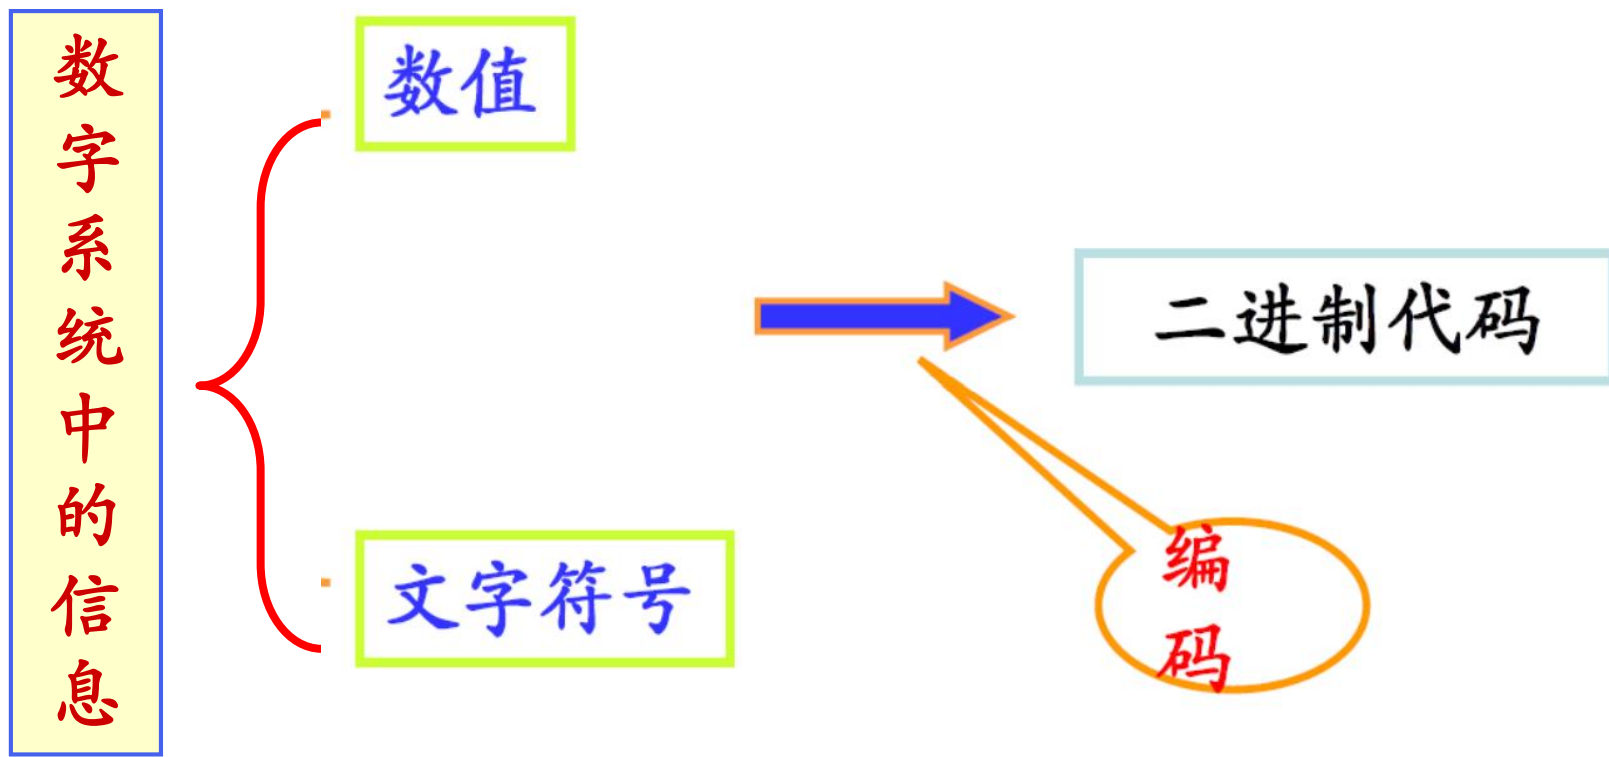 数字系统中的信息
数值
文字符号
二进制代码
编
码